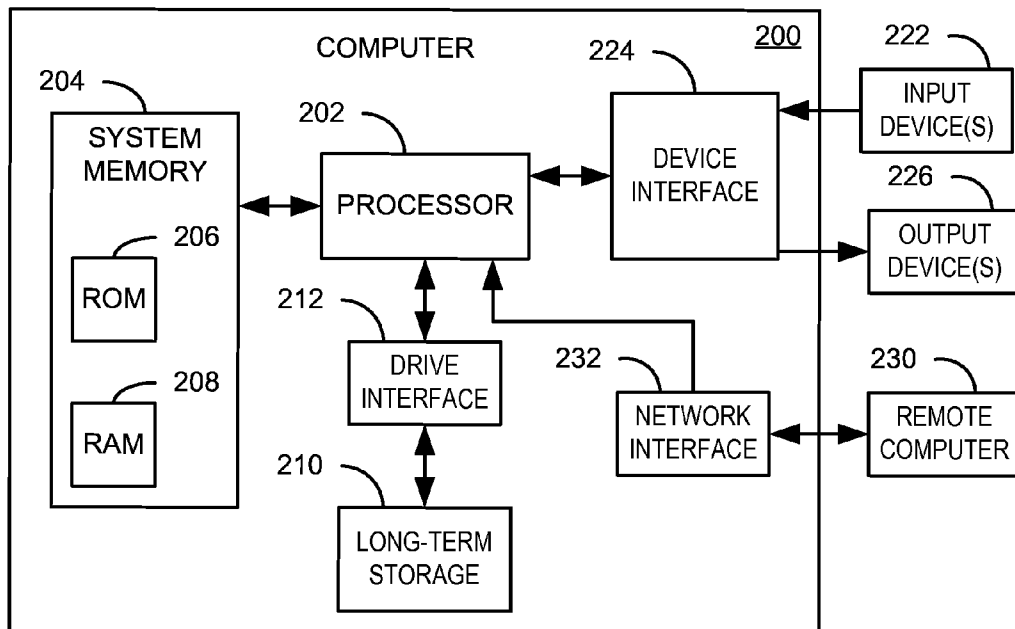 COMPUTER
200
204
SYSTEM
MEMORY
206
ROM
208
RAM
202
PROCESSOR
212
DRIVE
INTERFACE
210
LONG-TERM
STORAGE
224
DEVICE
INTERFACE
232
NETWORK
INTERFACE
222
INPUT
DEVICE(S)
226
OUTPUT
DEVICE(S)
230
REMOTE
COMPUTER